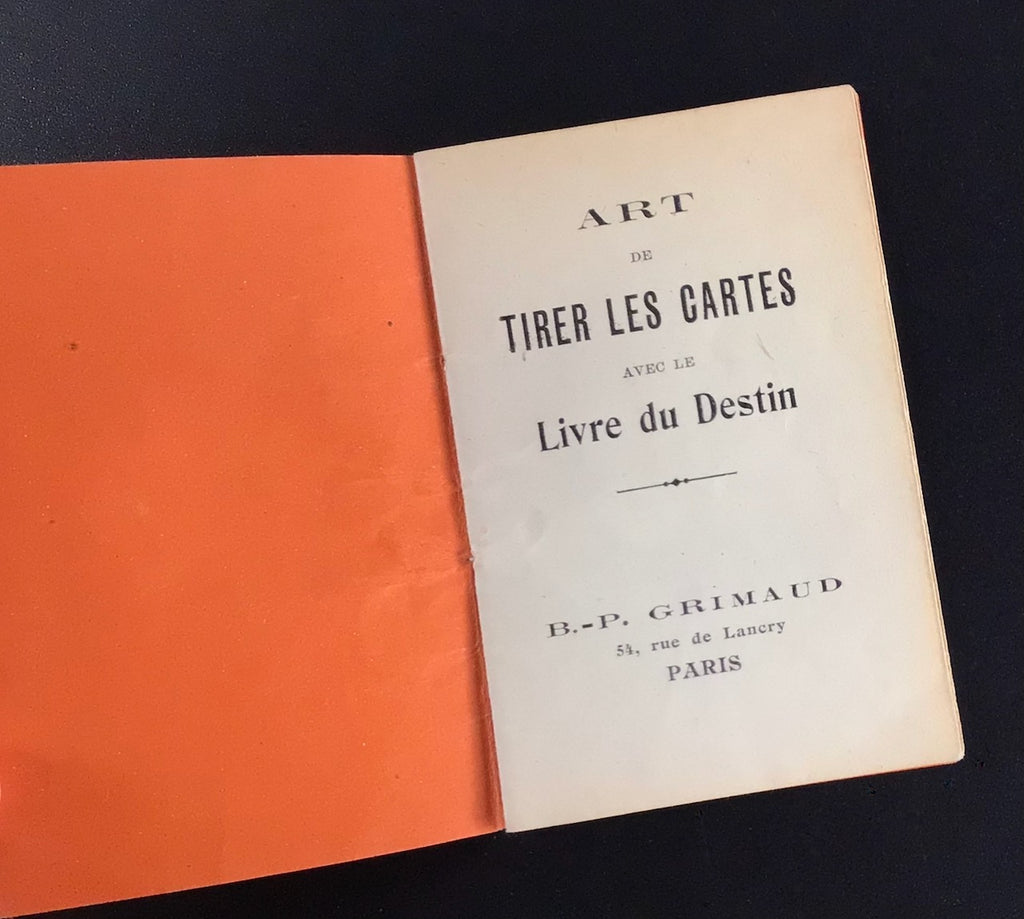 ART
DE
TIRER LES CARTES
AVEC LE
Livre du Destin
B.-P. GRIMAUD
54, rue de Lancry
PARIS